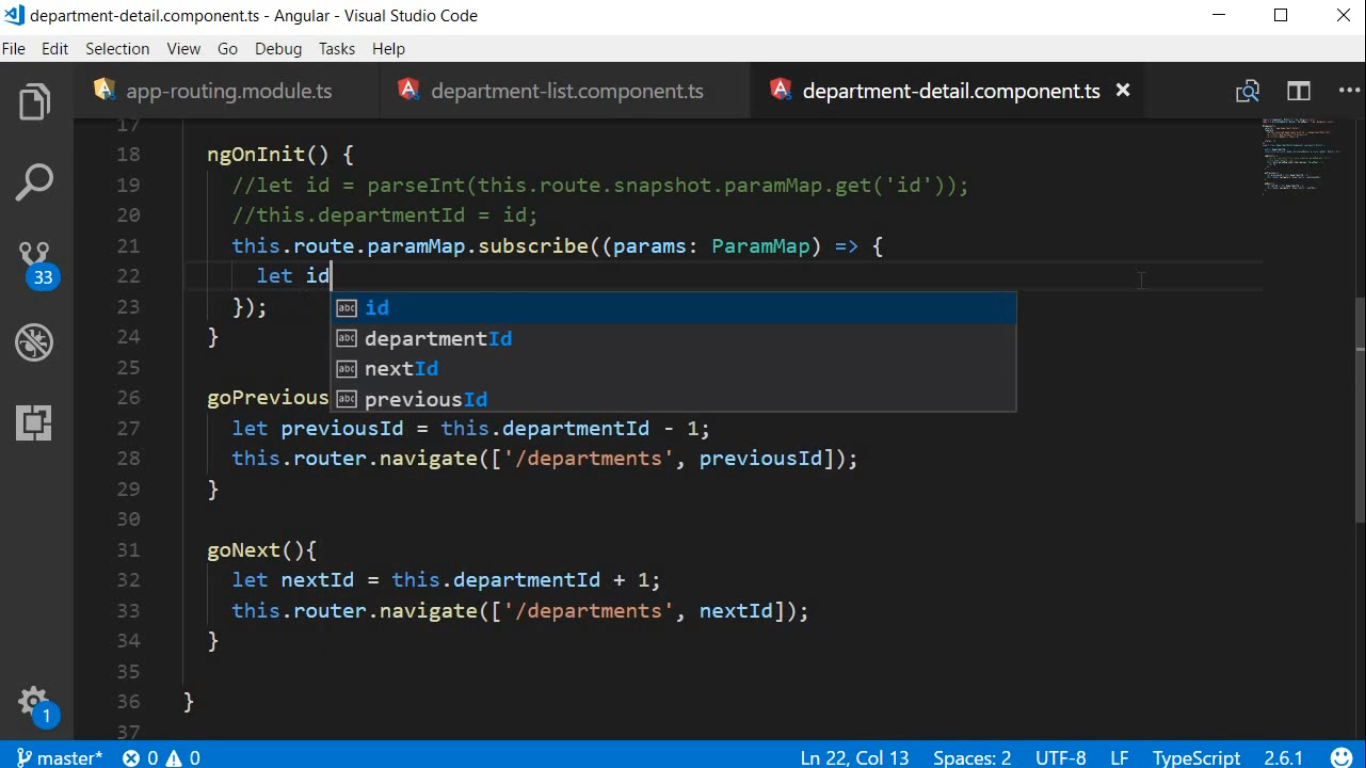 department-detail.component.ts - Angular - Visual Studio Code
File Edit Selection View Go Debug Tasks Help
app-routing.module.ts department-list.component.ts department-detail.component.ts
17
18 ngOnInit() {
19 //let id = parseInt(this.route.snapshot.paramMap.get('id'));
20 //this.departmentId = id;
21 this.route.paramMap.subscribe((params: ParamMap) => {
22 let id
23 });
abc id
24 }
abc departmentId
25
abc nextId
26 goPrevious
abc previousId
27 let previousId = this.departmentId - 1;
28 this.router.navigate(['/departments', previousId]);
29 }
30
31 goNext(){
32 let nextId = this.departmentId + 1;
33 this.router.navigate(['/departments', nextId]);
34 }
35
36 }
37
33
1
master* 0 0 Ln 22, Col 13 Spaces: 2 UTF-8 LF TypeScript 2.6.1